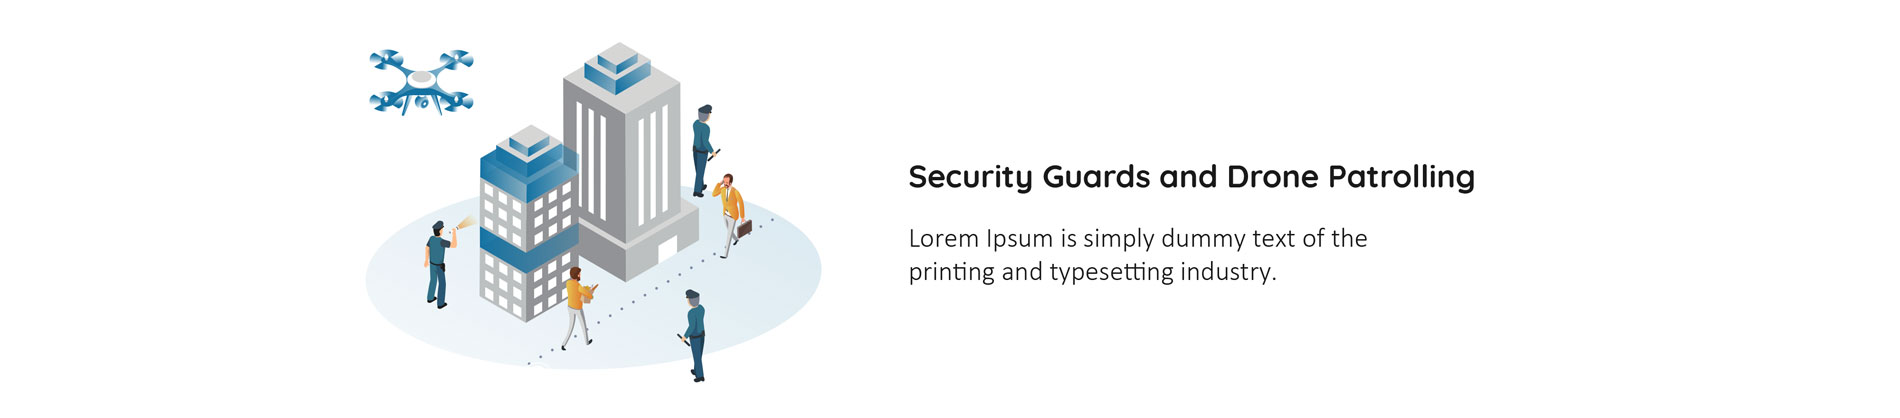 Security Guards and Drone Patrolling
Lorem Ipsum is simply dummy text of the
printing and typesetting industry.